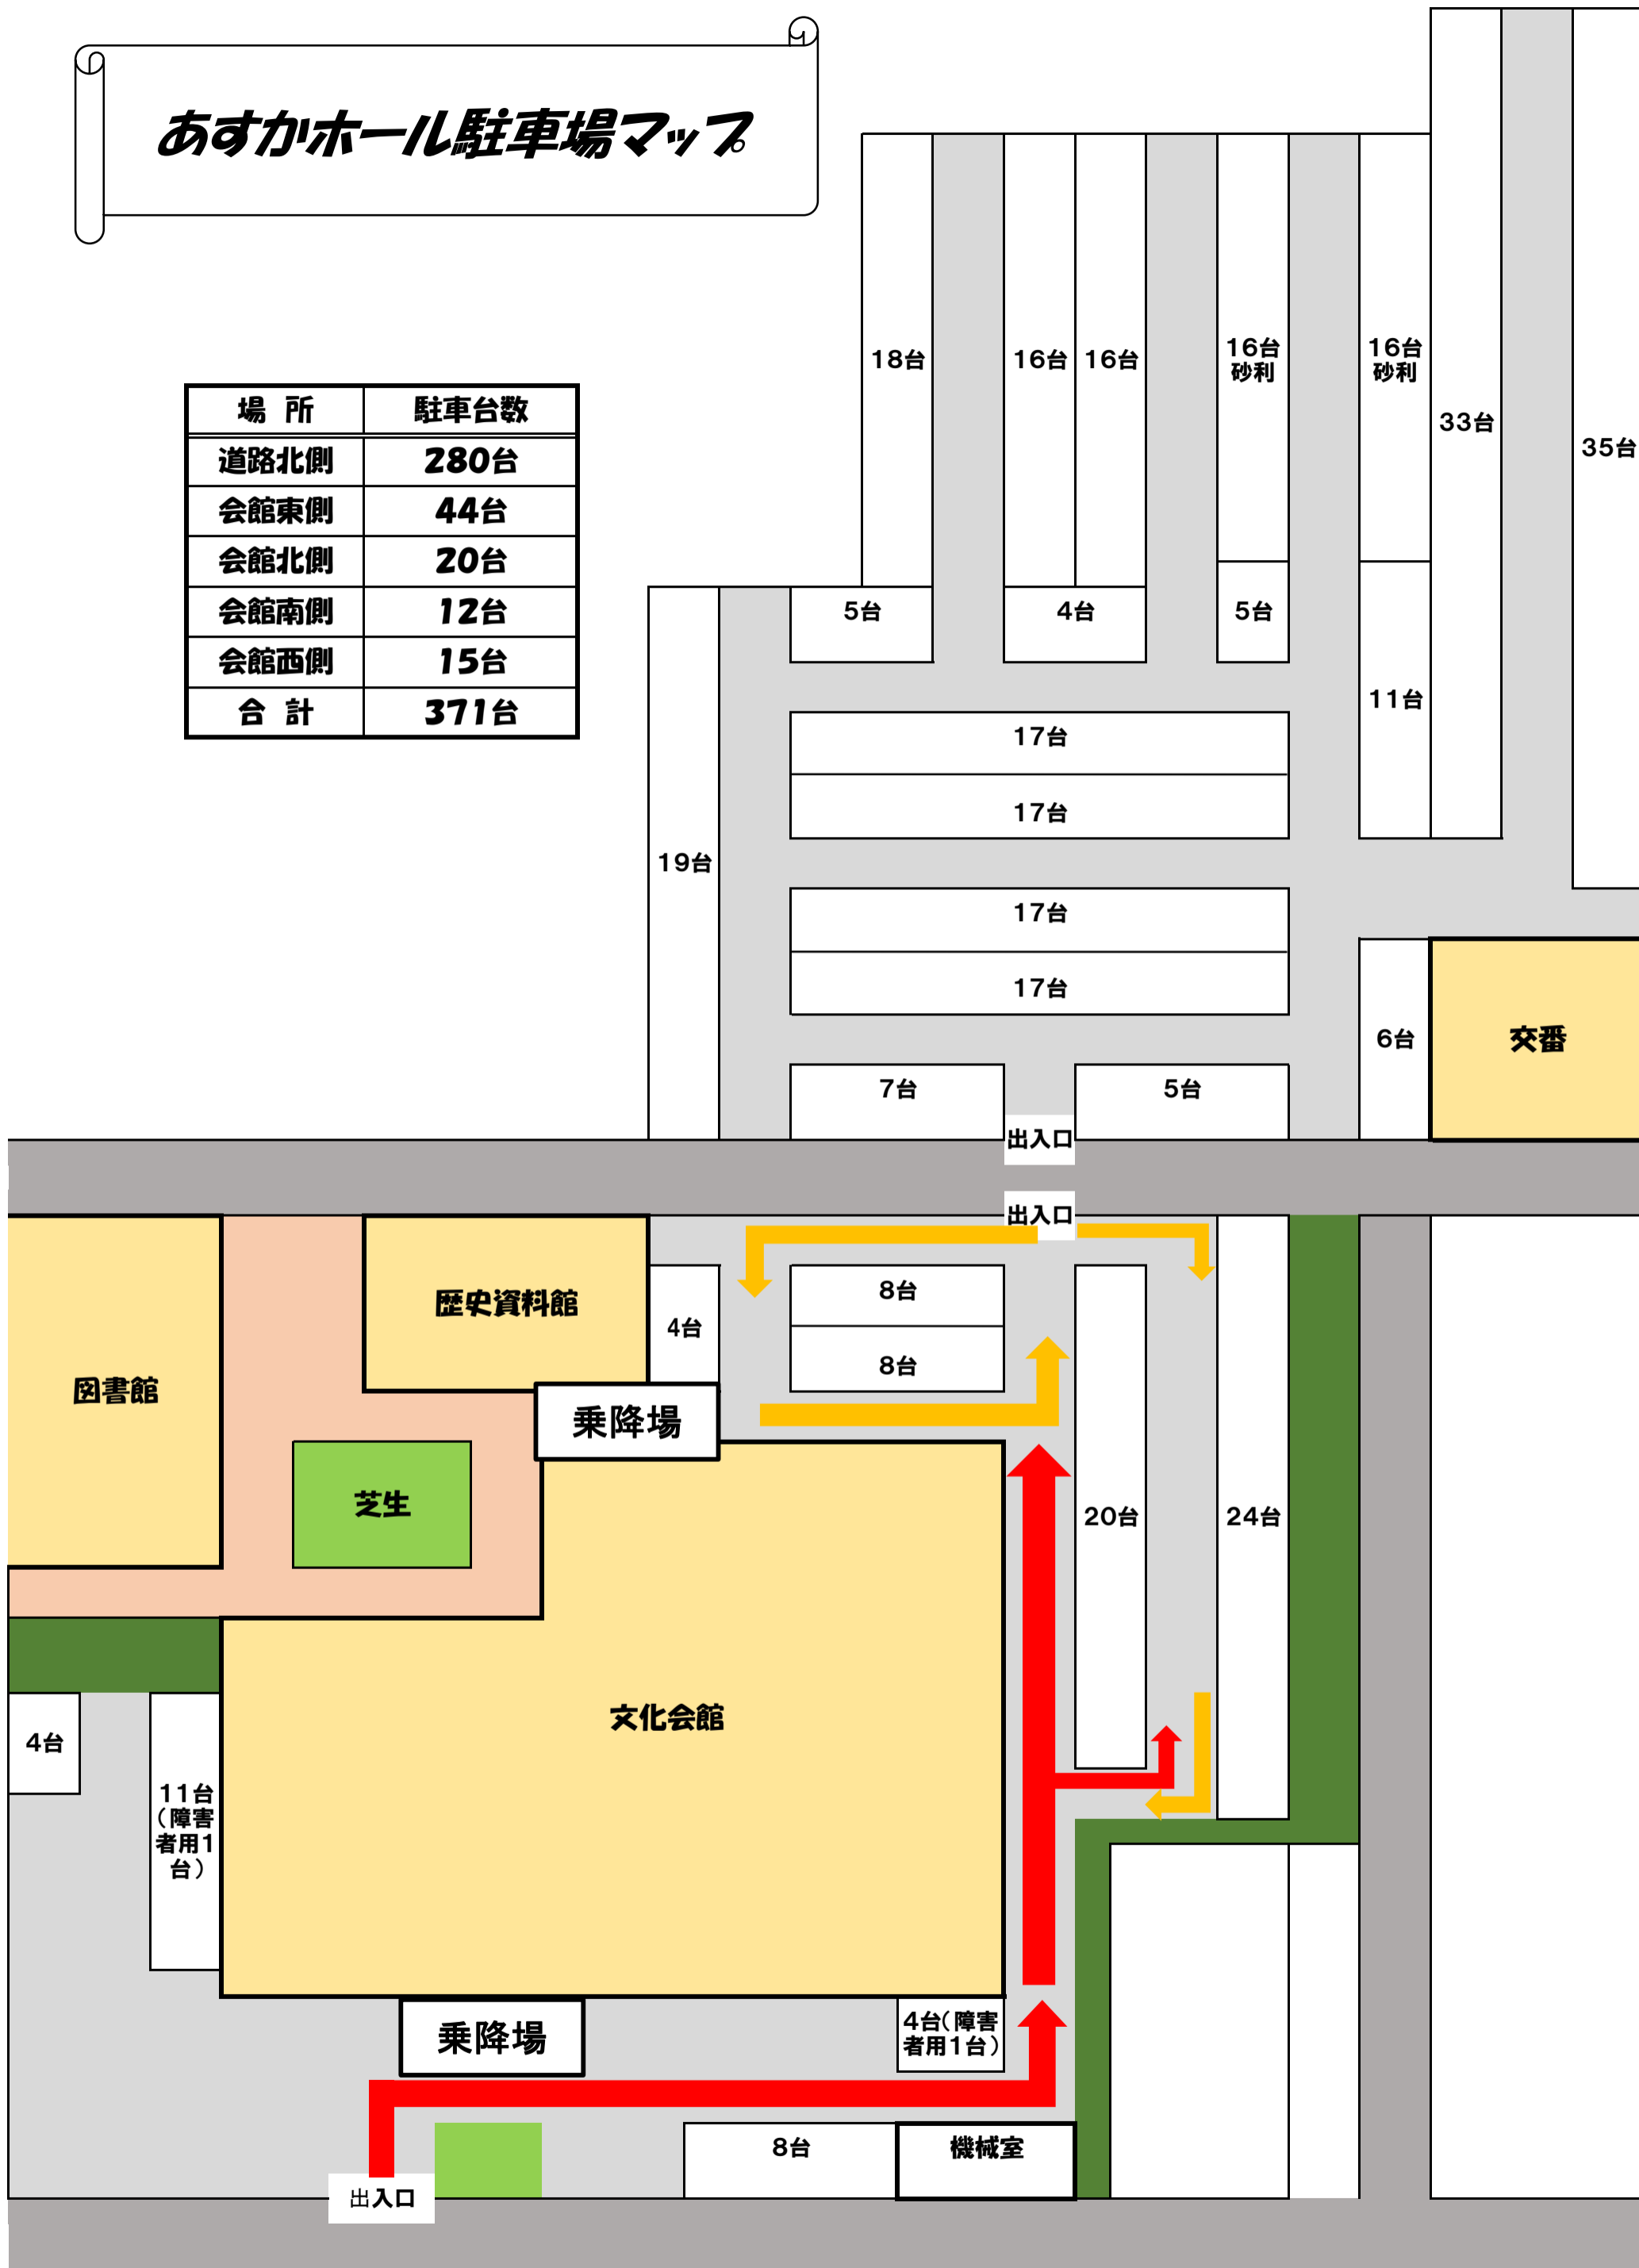 あすかホール駐車場マップ
場 所 駐車台数
道路北側 280台
会館東側 44台
会館北側 20台
会館南側 12台
会館西側 15台
合 計 371台
18台
16台
16台
16台
砂利
16台
砂利
33台
35台
5台
4台
5台
11台
17台
17台
19台
17台
17台
6台
交番
7台
5台
出入口
出入口
歴史資料館
4台
8台
8台
図書館
乗降場
芝生
20台
24台
文化会館
4台
11台
（障害
者用1
台）
乗降場
4台（障害
者用1台）
8台
機械室
出入口